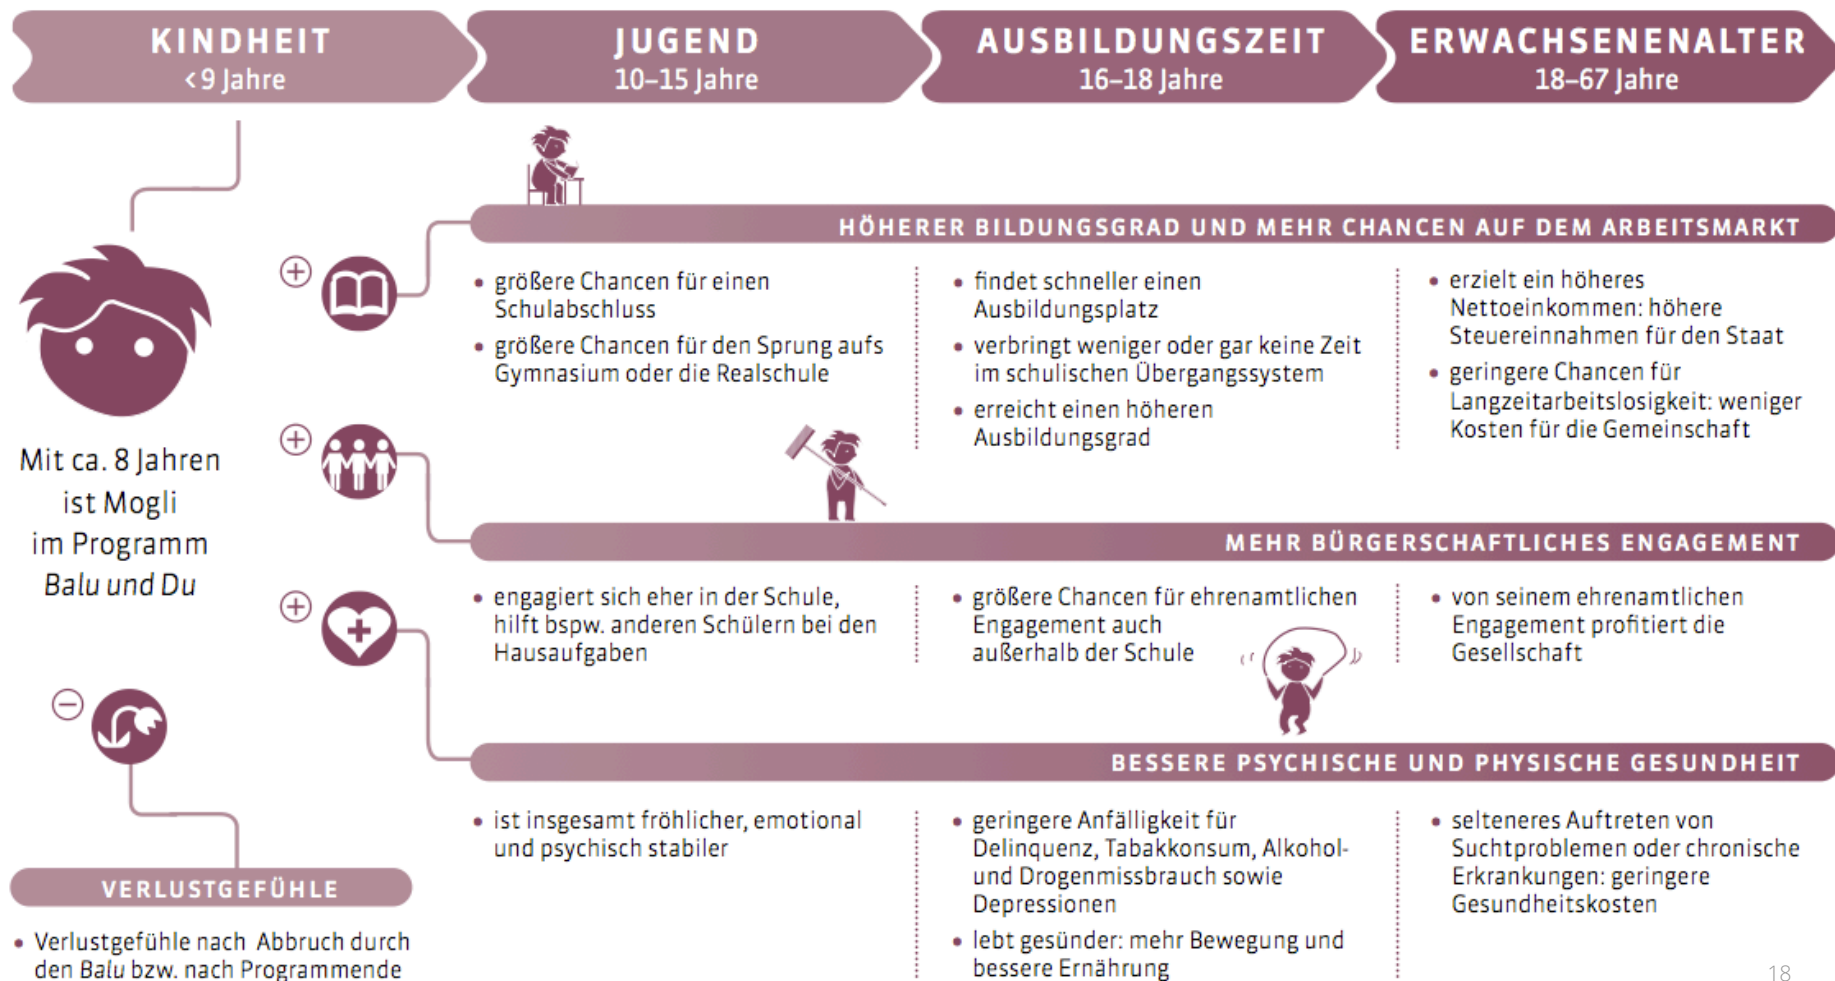 KINDHEIT
<9 Jahre
JUGEND
10–15 Jahre
AUSBILDUNGSZEIT
16–18 Jahre
ERWACHSENENALTER
18–67 Jahre
Mit ca. 8 Jahren
ist Mogli
im Programm
Balu und Du
HÖHERER BILDUNGSGRAD UND MEHR CHANCEN AUF DEM ARBEITSMARKT
• größere Chancen für einen
Schulabschluss
• größere Chancen für den Sprung aufs
Gymnasium oder die Realschule
• findet schneller einen
Ausbildungsplatz
• verbringt weniger oder gar keine Zeit
im schulischen Übergangssystem
• erreicht einen höheren
Ausbildungsgrad
• erzielt ein höheres
Nettoeinkommen: höhere
Steuereinnahmen für den Staat
• geringere Chancen für
Langzeitarbeitslosigkeit: weniger
Kosten für die Gemeinschaft
MEHR BÜRGERSCHAFTLICHES ENGAGEMENT
• engagiert sich eher in der Schule,
hilft bspw. anderen Schülern bei den
Hausaufgaben
• größere Chancen für ehrenamtlichen
Engagement auch
außerhalb der Schule
• von seinem ehrenamtlichen
Engagement profitiert die
Gesellschaft
BESSERE PSYCHISCHE UND PHYSISCHE GESUNDHEIT
• ist insgesamt fröhlicher, emotional
und psychisch stabiler
• geringere Anfälligkeit für
Delinquenz, Tabakkonsum, Alkohol-
und Drogenmissbrauch sowie
Depressionen
• lebt gesünder: mehr Bewegung und
bessere Ernährung
• selteneres Auftreten von
Suchtproblemen oder chronische
Erkrankungen: geringere
Gesundheitskosten
VERLUSTGEFÜHLE
• Verlustgefühle nach Abbruch durch
den Balu bzw. nach Programmende
18